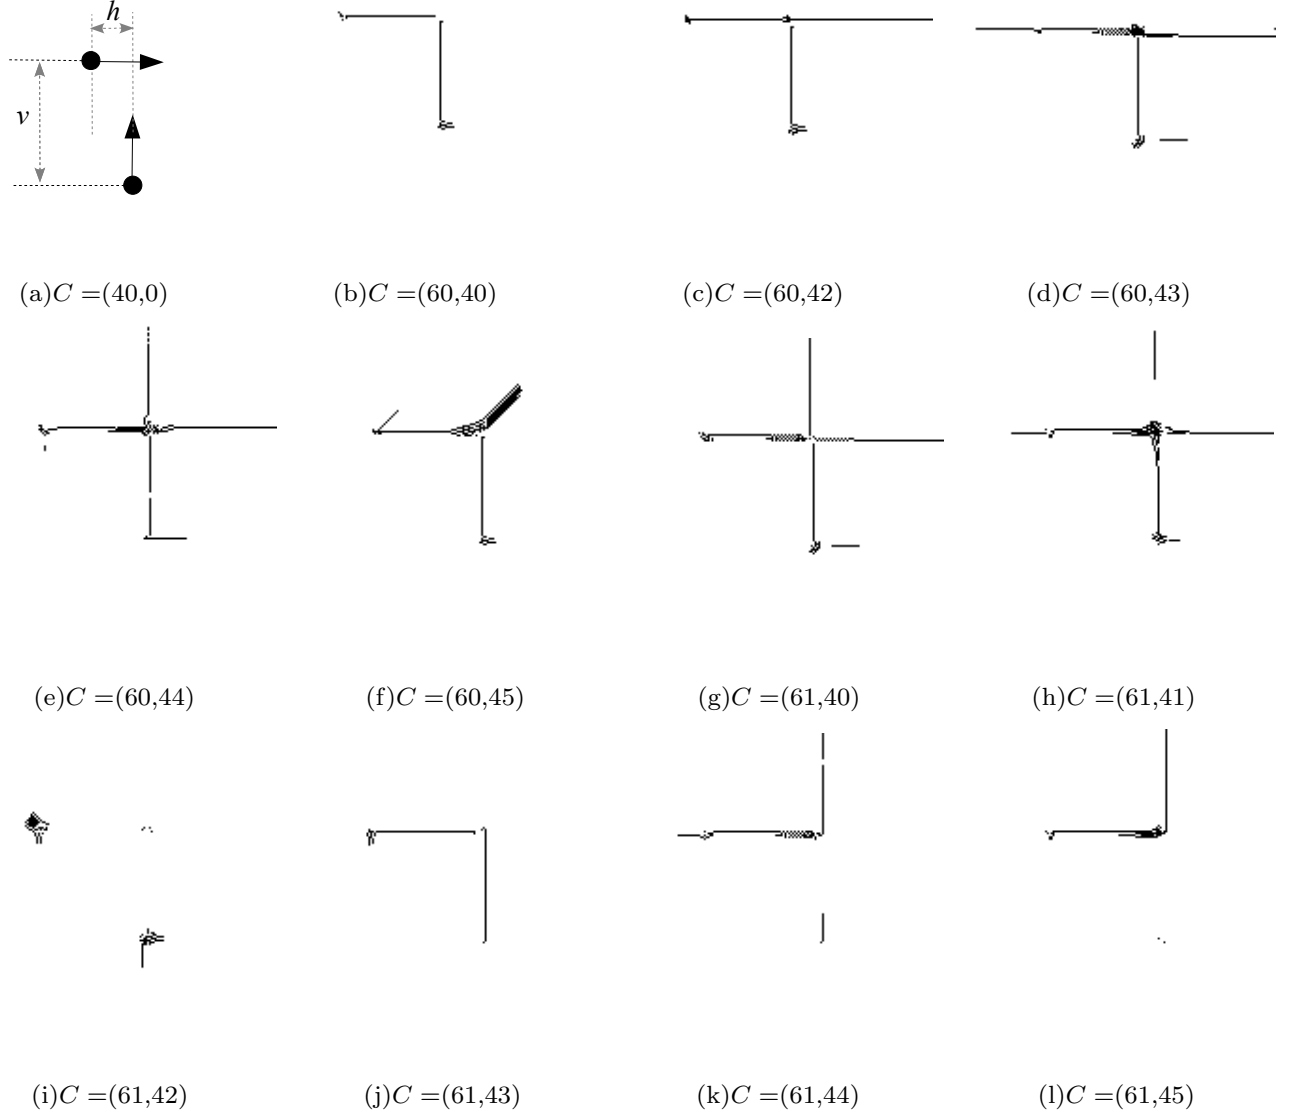 h
v
(a)C =(40,0) (b)C =(60,40) (c)C =(60,42) (d)C =(60,43)
(e)C =(60,44) (f)C =(60,45) (g)C =(61,40) (h)C =(61,41)
(i)C =(61,42) (j)C =(61,43) (k)C =(61,44) (l)C =(61,45)